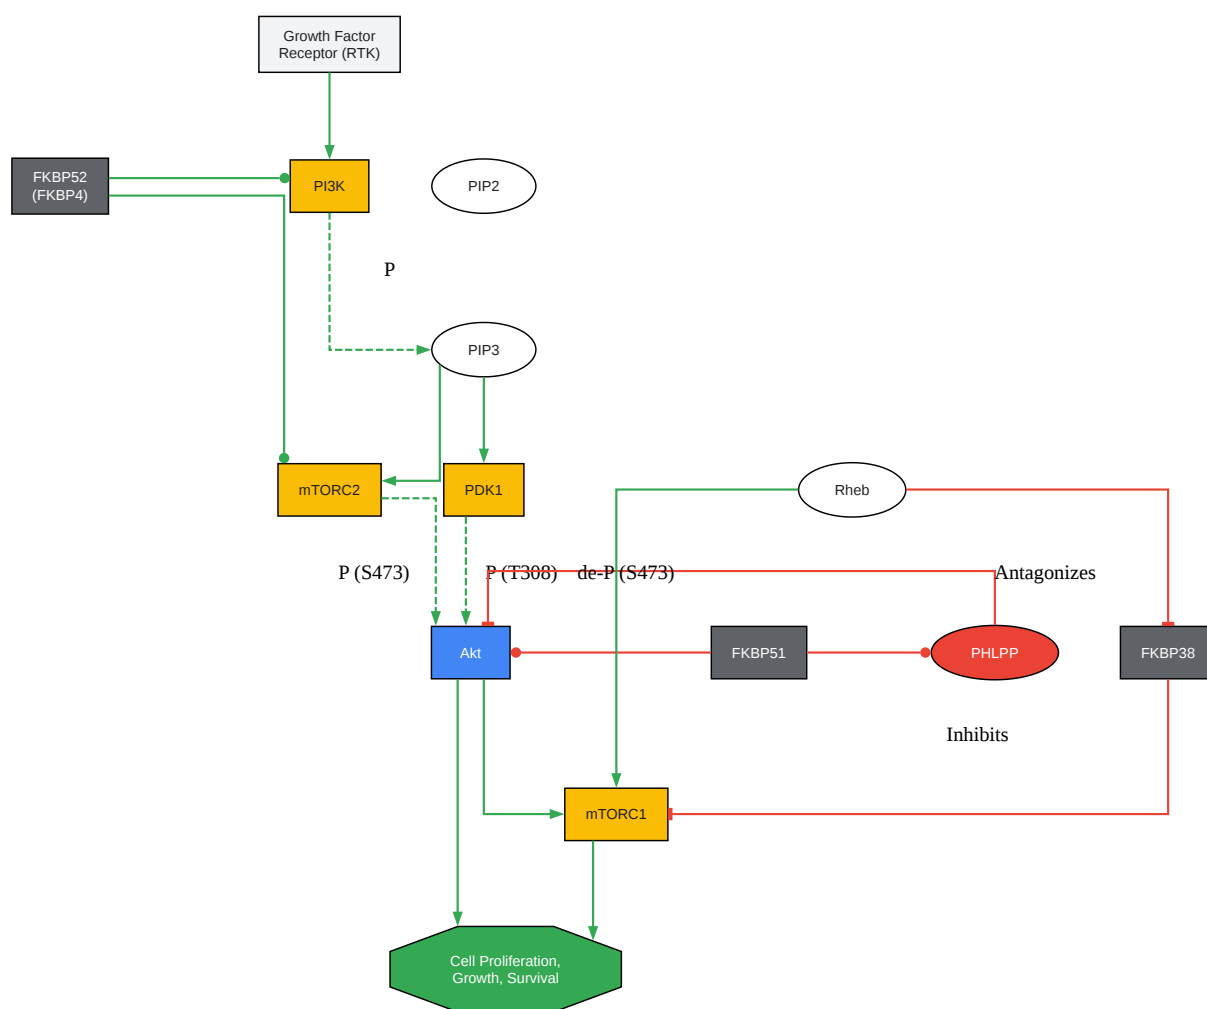 Growth Factor
Receptor (RTK)
FKBP52
(FKBP4)
PI3K
PIP2
P
PIP3
mTORC2
PDK1
Rheb
P (S473)
P (T308)
de-P (S473)
Antagonizes
Akt
FKBP51
PHLPP
FKBP38
Inhibits
mTORC1
Cell Proliferation,
Growth, Survival